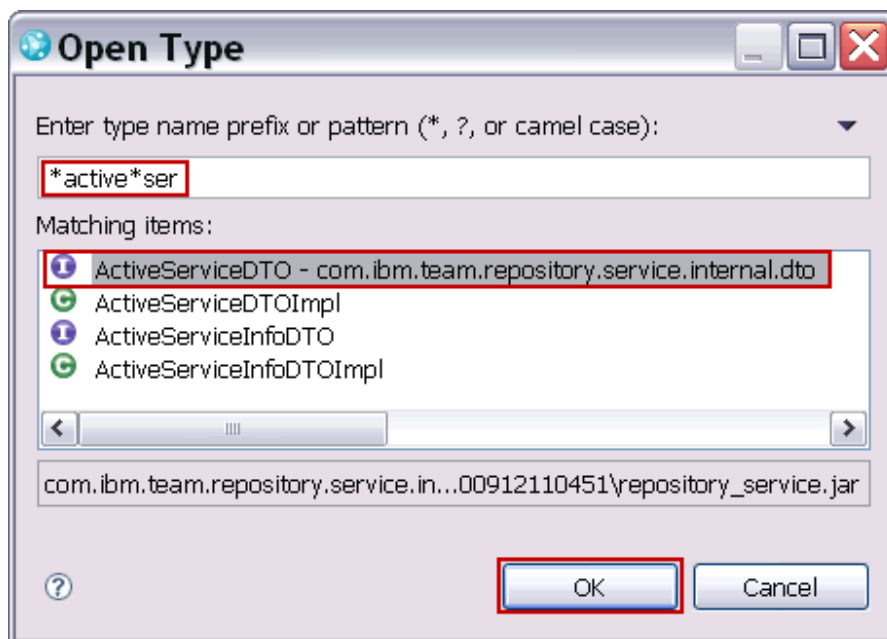 Open Type
Enter type name prefix or pattern (*, ?, or camel case):
*active*ser
Matching items:
I ActiveServiceDTO - com.ibm.team.repository.service.internal.dto
C ActiveServiceDTOImpl
I ActiveServiceInfoDTO
C ActiveServiceInfoDTOImpl
com.ibm.team.repository.service.in...00912110451\repository_service.jar
? OK Cancel